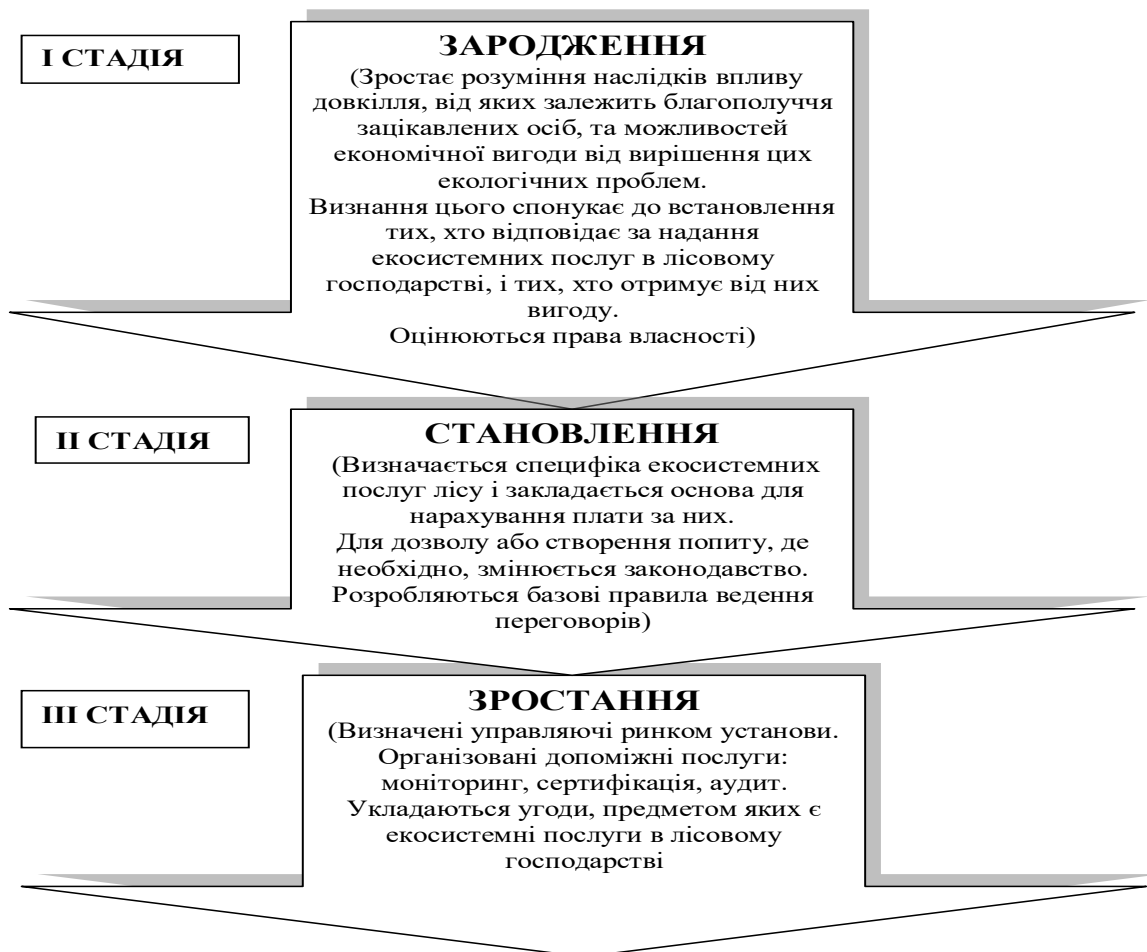 І СТАДІЯ
ЗАРОДЖЕННЯ
(Зростає розуміння наслідків впливу
довкілля, від яких залежить благополуччя
зацікавлених осіб, та можливостей
економічної вигоди від вирішення цих
екологічних проблем.
Визнання цього спонукає до встановлення
тих, хто відповідає за надання
екосистемних послуг в лісовому
господарстві, і тих, хто отримує від них
вигоду.
Оцінюються права власності)
ІІ СТАДІЯ
СТАНОВЛЕННЯ
(Визначається специфіка екосистемних
послуг лісу і закладається основа для
нарахування плати за них.
Для дозволу або створення попиту, де
необхідно, змінюється законодавство.
Розробляються базові правила ведення
переговорів)
ІІІ СТАДІЯ
ЗРОСТАННЯ
(Визначені управляючі ринком установи.
Організовані допоміжні послуги:
моніторинг, сертифікація, аудит.
Укладаються угоди, предметом яких є
екосистемні послуги в лісовому
господарстві